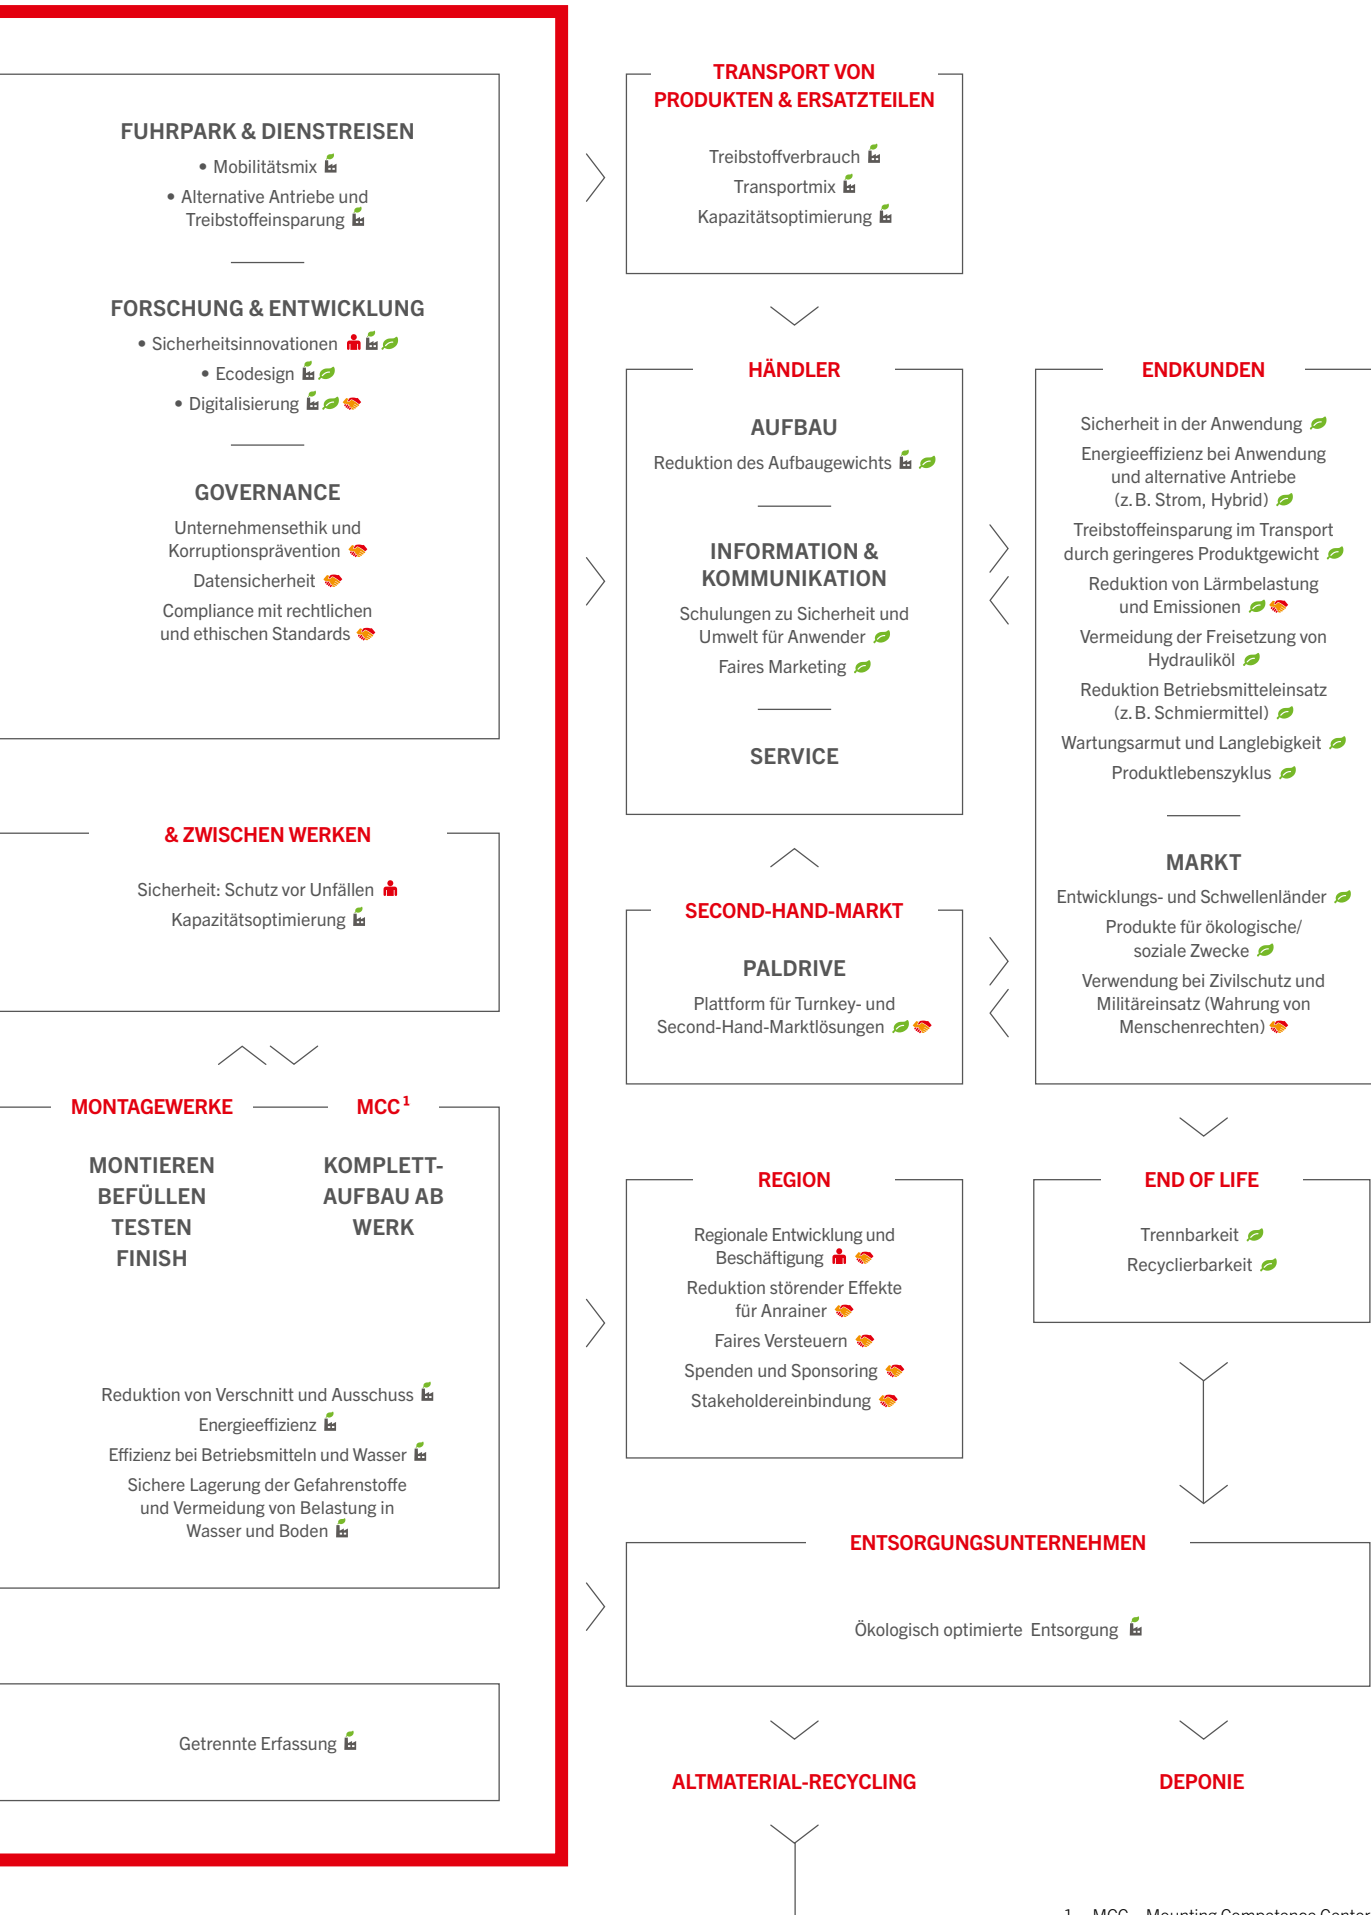 FUHRPARK & DIENSTREISEN
• Mobilitätsmix
• Alternative Antriebe und
Treibstoffeinsparung
FORSCHUNG & ENTWICKLUNG
• Sicherheitsinnovationen
• Ecodesign
• Digitalisierung
GOVERNANCE
Unternehmensethik und
Korruptionsprävention
Datensicherheit
Compliance mit rechtlichen
und ethischen Standards
& ZWISCHEN WERKEN
Sicherheit: Schutz vor Unfällen
Kapazitätsoptimierung
MONTAGEWERKE
MONTIEREN
BEFÜLLEN
TESTEN
FINISH
MCC 1
KOMPLETT-
AUFBAU AB
WERK
Reduktion von Verschnitt und Ausschuss
Energieeffizienz
Effizienz bei Betriebsmitteln und Wasser
Sichere Lagerung der Gefahrenstoffe
und Vermeidung von Belastung in
Wasser und Boden
Getrennte Erfassung
TRANSPORT VON
PRODUKTEN & ERSATZTEILEN
Treibstoffverbrauch
Transportmix
Kapazitätsoptimierung
HÄNDLER
AUFBAU
Reduktion des Aufbaugewichts
INFORMATION &
KOMMUNIKATION
Schulungen zu Sicherheit und
Umwelt für Anwender
Faires Marketing
SERVICE
SECOND-HAND-MARKT
PALDRIVE
Plattform für Turnkey- und
Second-Hand-Marktlösungen
REGION
Regionale Entwicklung und
Beschäftigung
Reduktion störender Effekte
für Anrainer
Faires Versteuern
Spenden und Sponsoring
Stakeholdereinbindung
ENDKUNDEN
Sicherheit in der Anwendung
Energieeffizienz bei Anwendung
und alternative Antriebe
(z. B. Strom, Hybrid)
Treibstoffeinsparung im Transport
durch geringeres Produktgewicht
Reduktion von Lärmbelastung
und Emissionen
Vermeidung der Freisetzung von
Hydrauliköl
Reduktion Betriebsmitteleinsatz
(z. B. Schmiermittel)
Wartungsarmut und Langlebigkeit
Produktlebenszyklus
MARKT
Entwicklungs- und Schwellenländer
Produkte für ökologische/
soziale Zwecke
Verwendung bei Zivilschutz und
Militäreinsatz (Wahrung von
Menschenrechten)
END OF LIFE
Trennbarkeit
Recyclierbarkeit
ENTSORGUNGSUNTERNEHMEN
Ökologisch optimierte Entsorgung
ALTMATERIAL-RECYCLING
DEPONIE
1 MCC – Mounting Competence Center